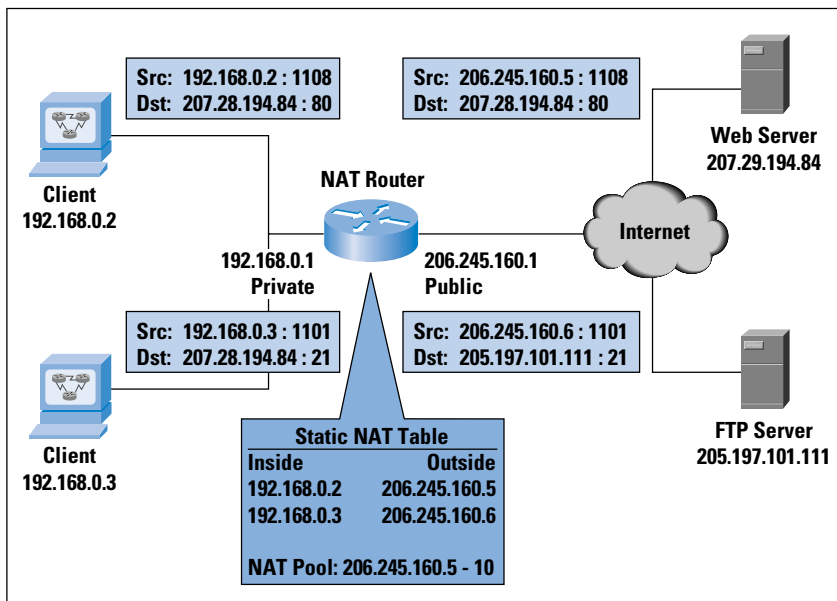 Src: 192.168.0.2 : 1108
Dst: 207.28.194.84 : 80
Src: 206.245.160.5 : 1108
Dst: 207.28.194.84 : 80
Client
192.168.0.2
NAT Router
Web Server
207.29.194.84
Internet
192.168.0.1
Private
206.245.160.1
Public
Src: 192.168.0.3 : 1101
Dst: 207.28.194.84 : 21
Src: 206.245.160.6 : 1101
Dst: 205.197.101.111 : 21
Client
192.168.0.3
FTP Server
205.197.101.111
Static NAT Table
Inside Outside
192.168.0.2 206.245.160.5
192.168.0.3 206.245.160.6
NAT Pool: 206.245.160.5 - 10